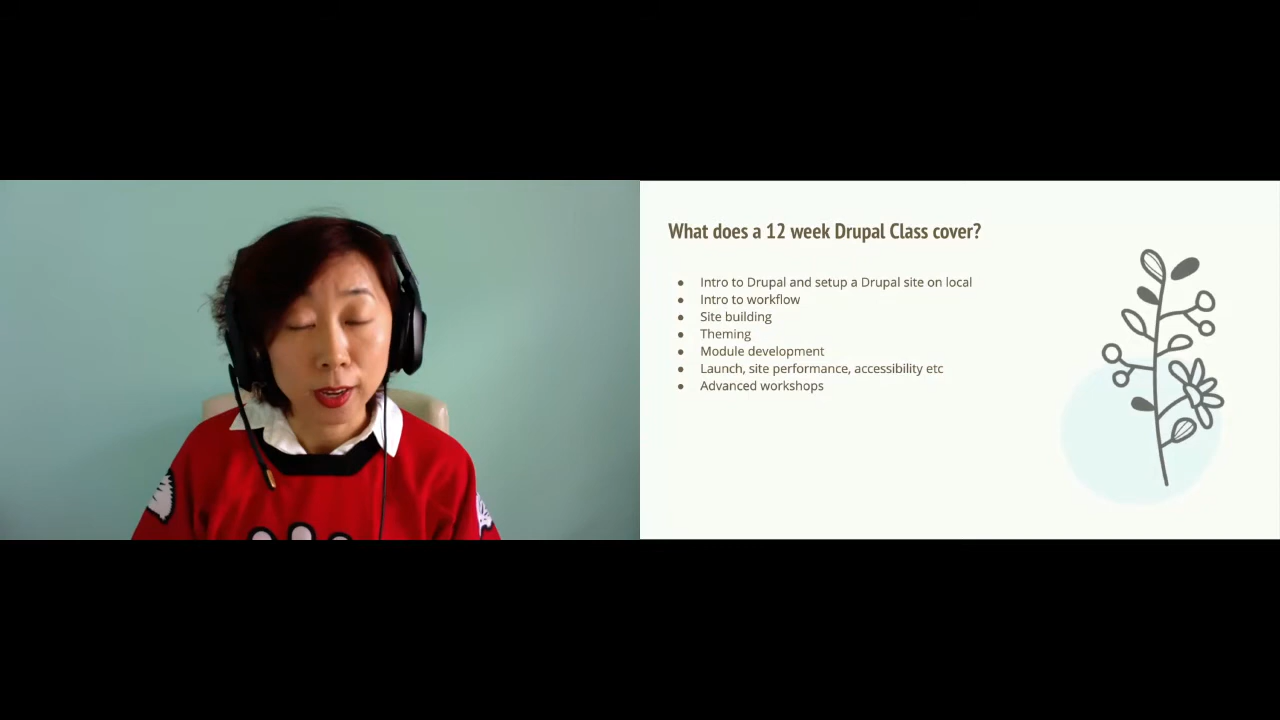 What does a 12 week Drupal Class cover?
● Intro to Drupal and setup a Drupal site on local
● Intro to workflow
● Site building
● Theming
● Module development
● Launch, site performance, accessibility etc
● Advanced workshops